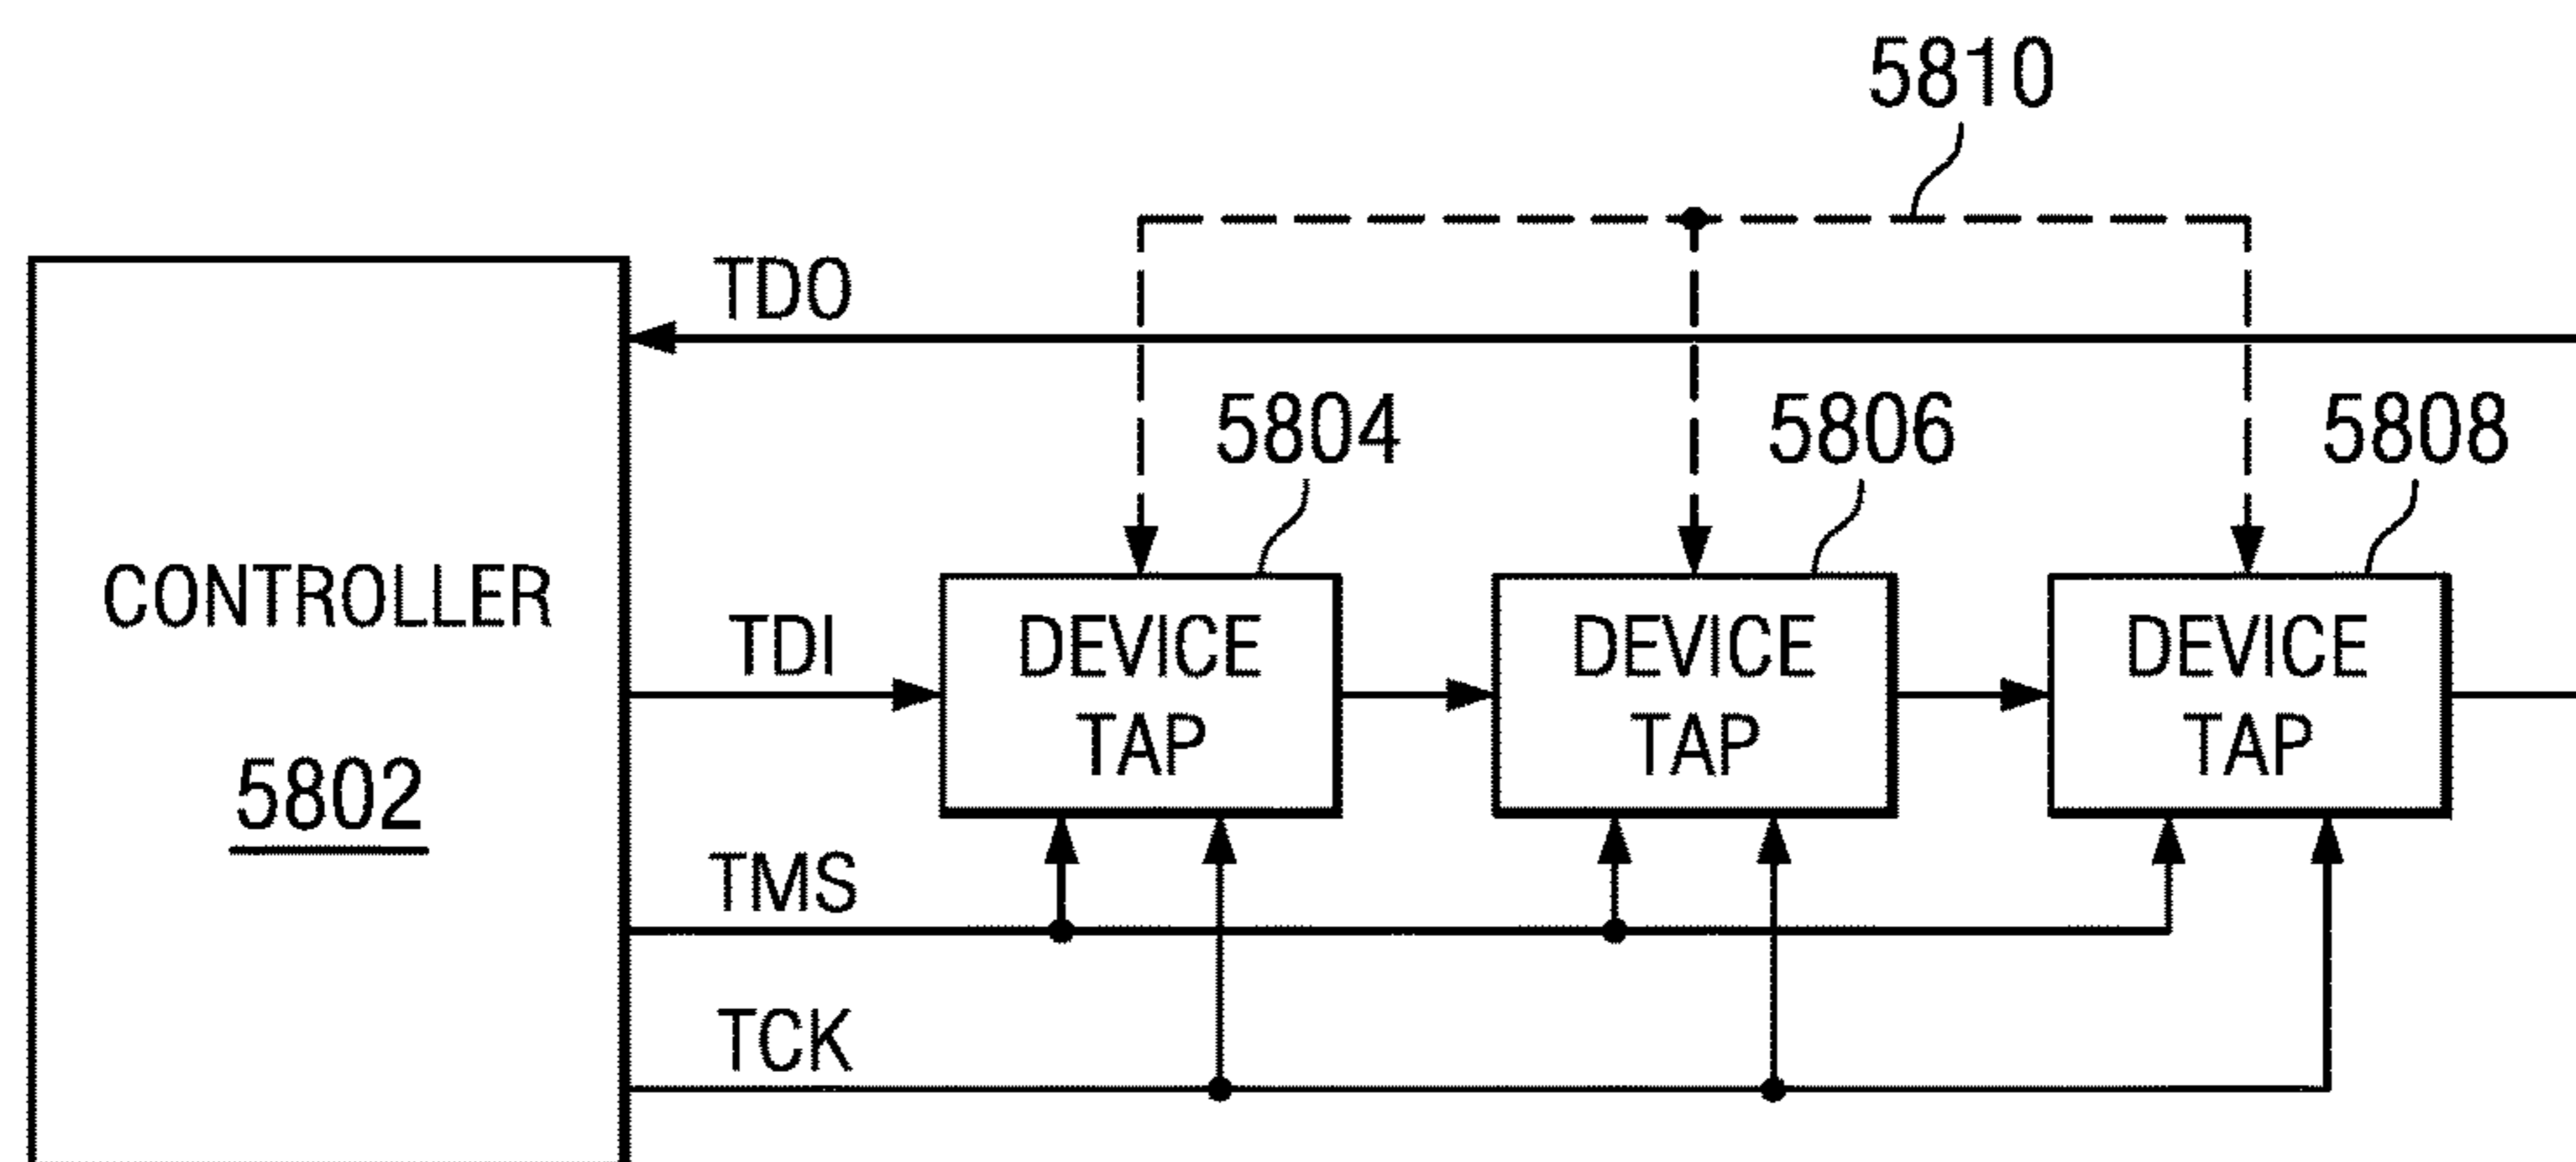 5810
TDO
5804
5806
5808
CONTROLLER
5802
TDI
DEVICE
TAP
DEVICE
TAP
DEVICE
TAP
TMS
TCK